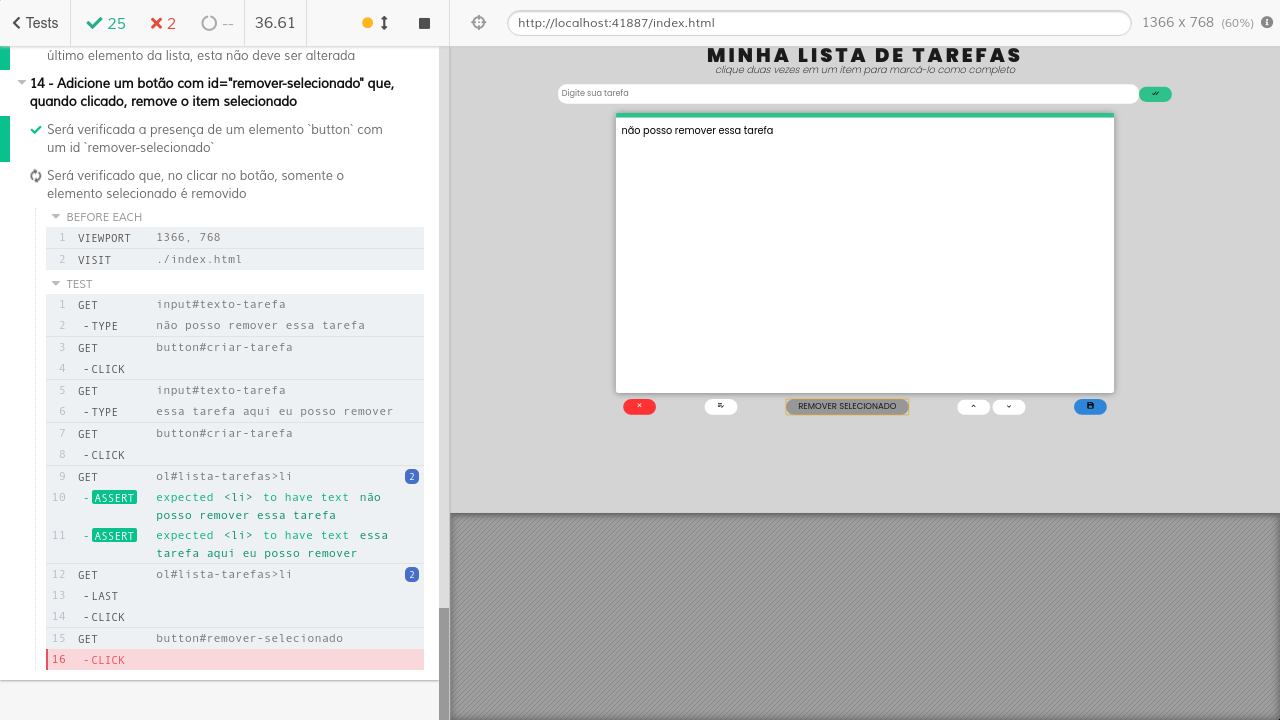 Tests
25
2
--
36.61
http://localhost:41887/index.html
1366 x 768 (60%)
último elemento da lista, esta não deve ser alterada
14 - Adicione um botão com id="remover-selecionado" que,
quando clicado, remove o item selecionado
Será verificada a presença de um elemento `button` com
um id `remover-selecionado`
Será verificado que, no clicar no botão, somente o
elemento selecionado é removido
BEFORE EACH
1 VIEWPORT 1366, 768
2 VISIT ./index.html
TEST
1 GET input#texto-tarefa
2 -TYPE não posso remover essa tarefa
3 GET button#criar-tarefa
4 -CLICK
5 GET input#texto-tarefa
6 -TYPE essa tarefa aqui eu posso remover
7 GET button#criar-tarefa
8 -CLICK
9 GET ol#lista-tarefas>li 2
10 -ASSERT expected <li> to have text não
posso remover essa tarefa
11 -ASSERT expected <li> to have text essa
tarefa aqui eu posso remover
12 GET ol#lista-tarefas>li 2
13 -LAST
14 -CLICK
15 GET button#remover-selecionado
16 -CLICK
MINHA LISTA DE TAREFAS
clique duas vezes em um item para marcá-lo como completo
Digite sua tarefa
não posso remover essa tarefa
REMOVER SELECIONADO